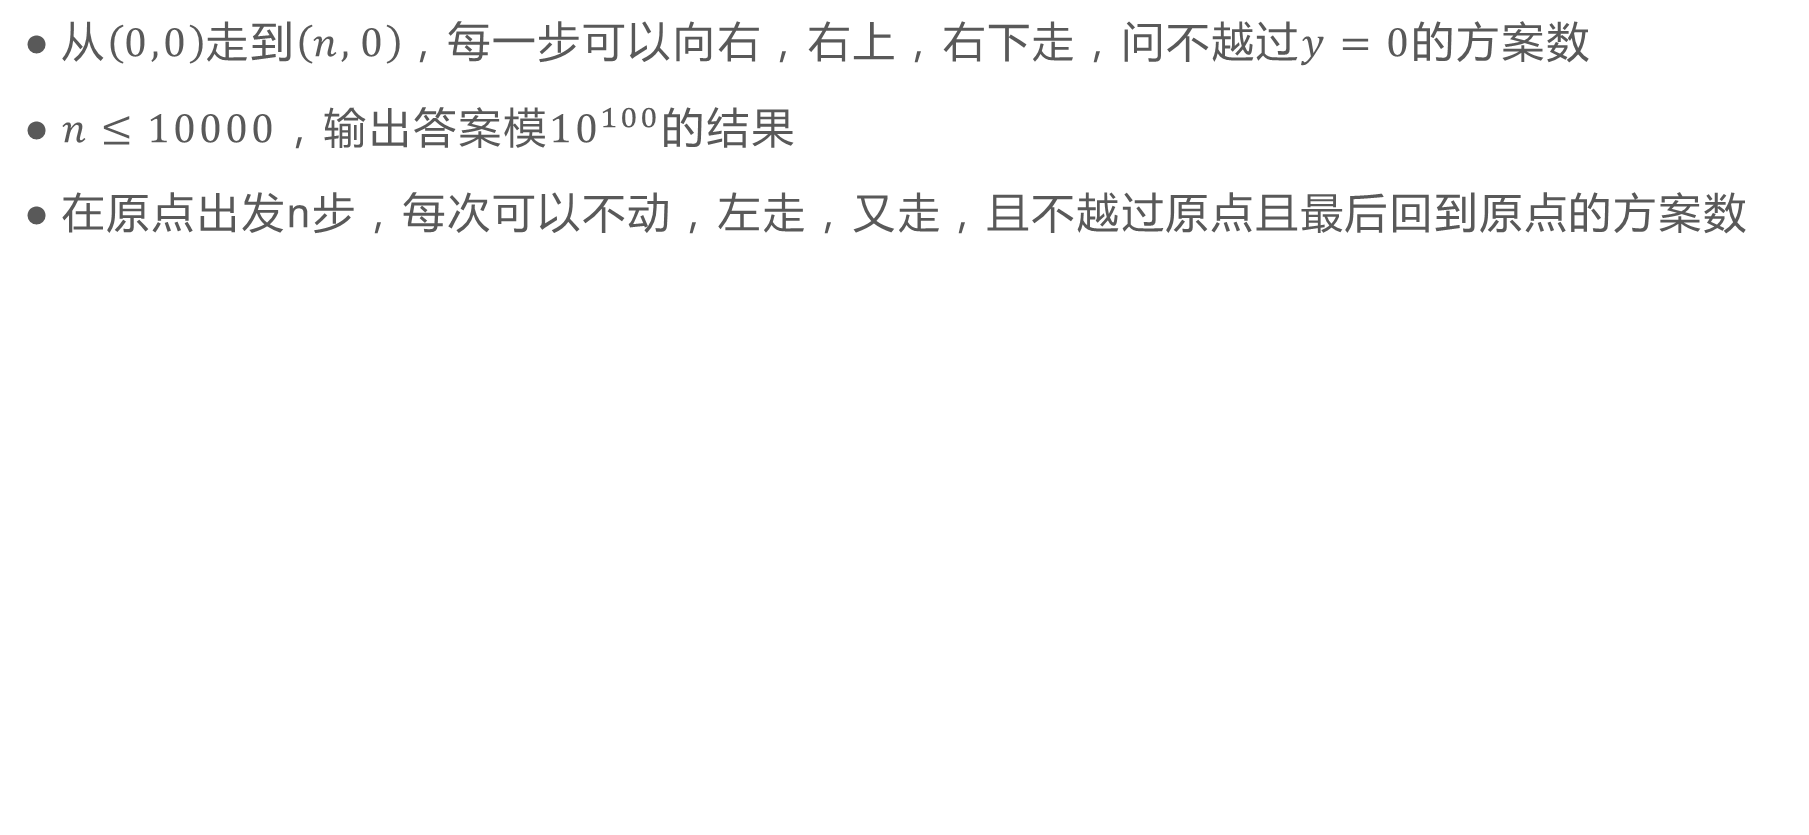 ● 从(0,0)走到(n,0)，每一步可以向右，右上，右下走，问不越过y = 0的方案数
● n ≤ 10000，输出答案模10¹⁰⁰的结果
● 在原点出发n步，每次可以不动，左走，又走，且不越过原点且最后回到原点的方案数